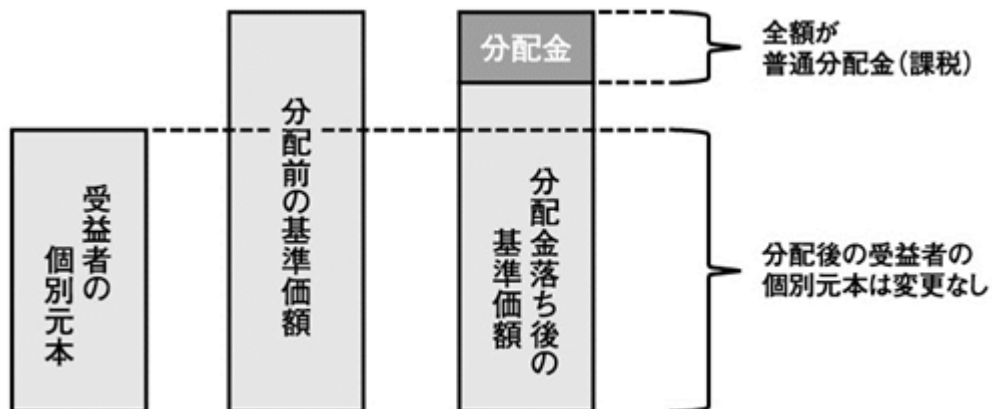 受益者の
個別元本
分配前の基準価額
分配金
分配金落ち後の
基準価額
全額が
普通分配金(課税)
分配後の受益者の
個別元本は変更なし